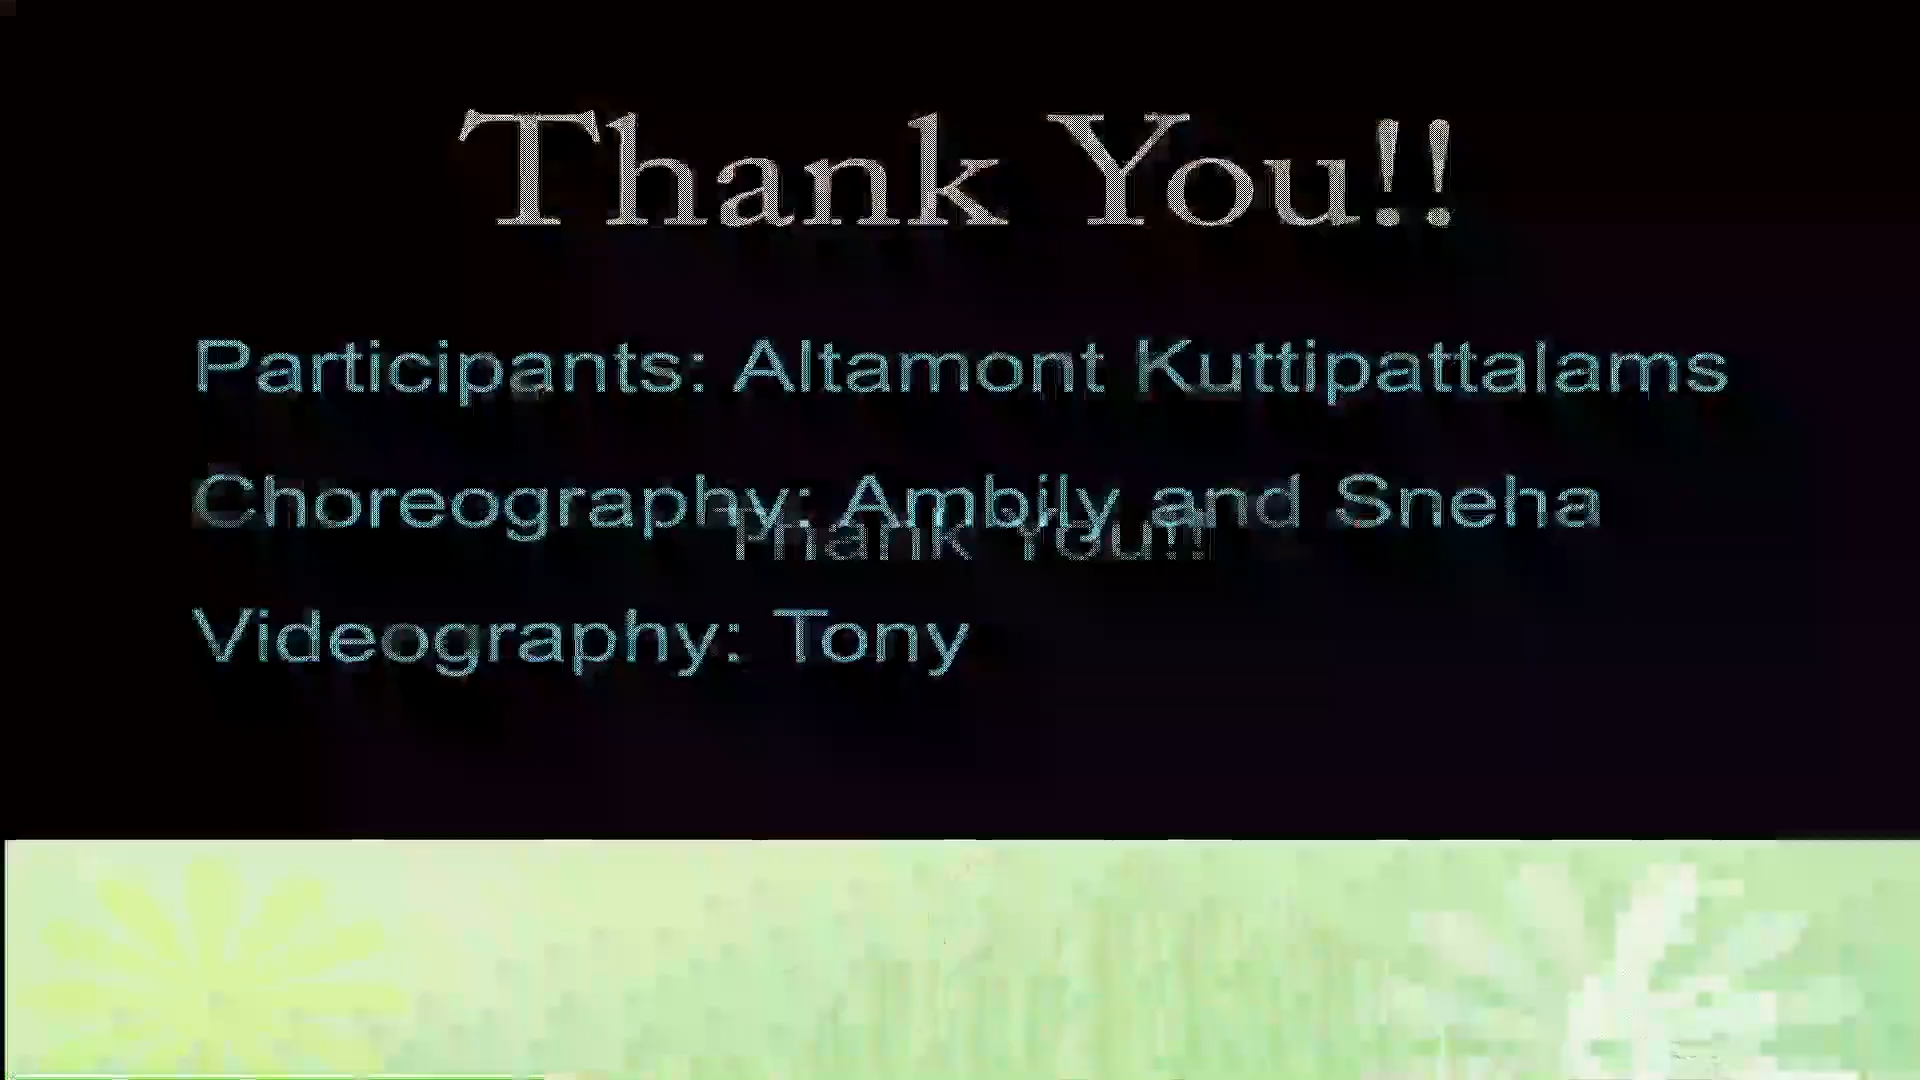 Thank You!!
Participants: Altamont Kuttipattalams
Choreography: Ambily and Sneha
Thank You!!
Videography: Tony